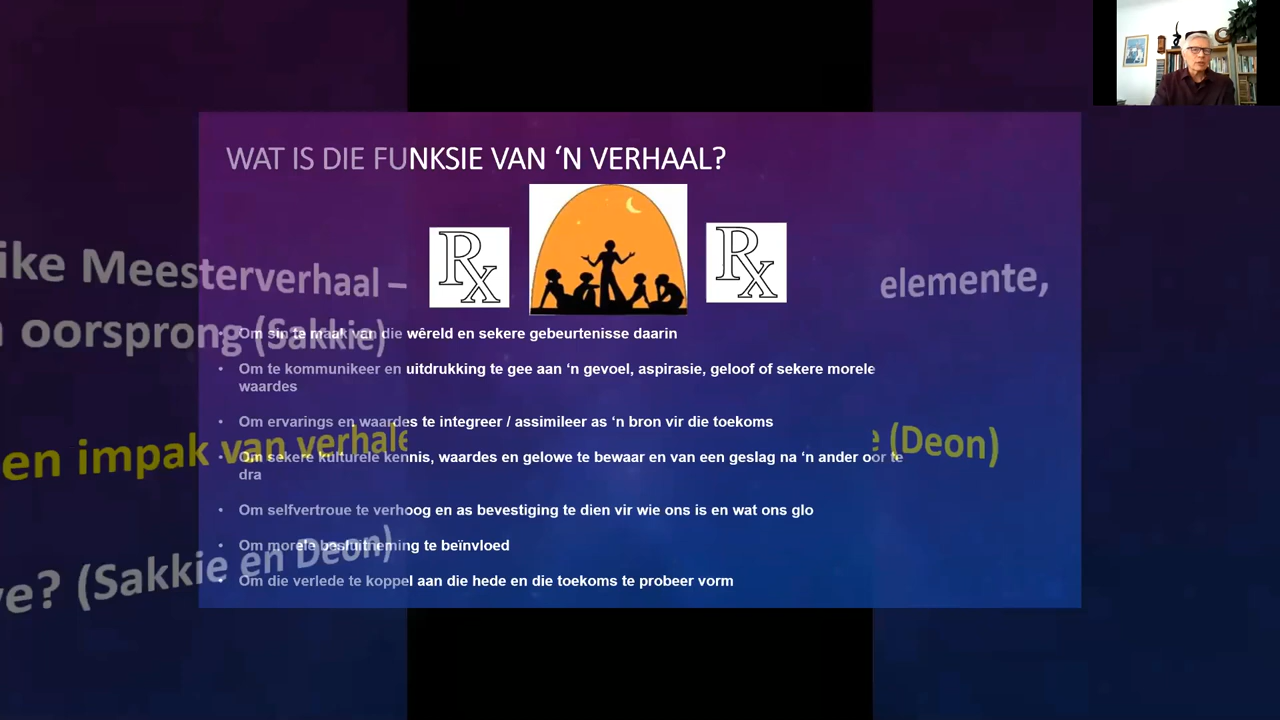 WAT IS DIE FUNKSIE VAN ‘N VERHAAL?
Rx
Rx
ike Meesterverhaal –
elemente,
oorsprong (Sakkie)
• Om sin te maak van die wêreld en sekere gebeurtenisse daarin
• Om te kommunikeer en uitdrukking te gee aan ‘n gevoel, aspirasie, geloof of sekere morele
waardes
• Om ervarings en waardes te integreer / assimileer as ‘n bron vir die toekoms
en impak van verhale
(Deon)
• Om sekere kulturele kennis, waardes en gelowe te bewaar en van een geslag na ‘n ander oor te
dra
• Om selfvertroue te verhoog en as bevestiging te dien vir wie ons is en wat ons glo
• Om morele besluitneming te beïnvloed
ve? (Sakkie en Deon)
• Om die verlede te koppel aan die hede en die toekoms te probeer vorm